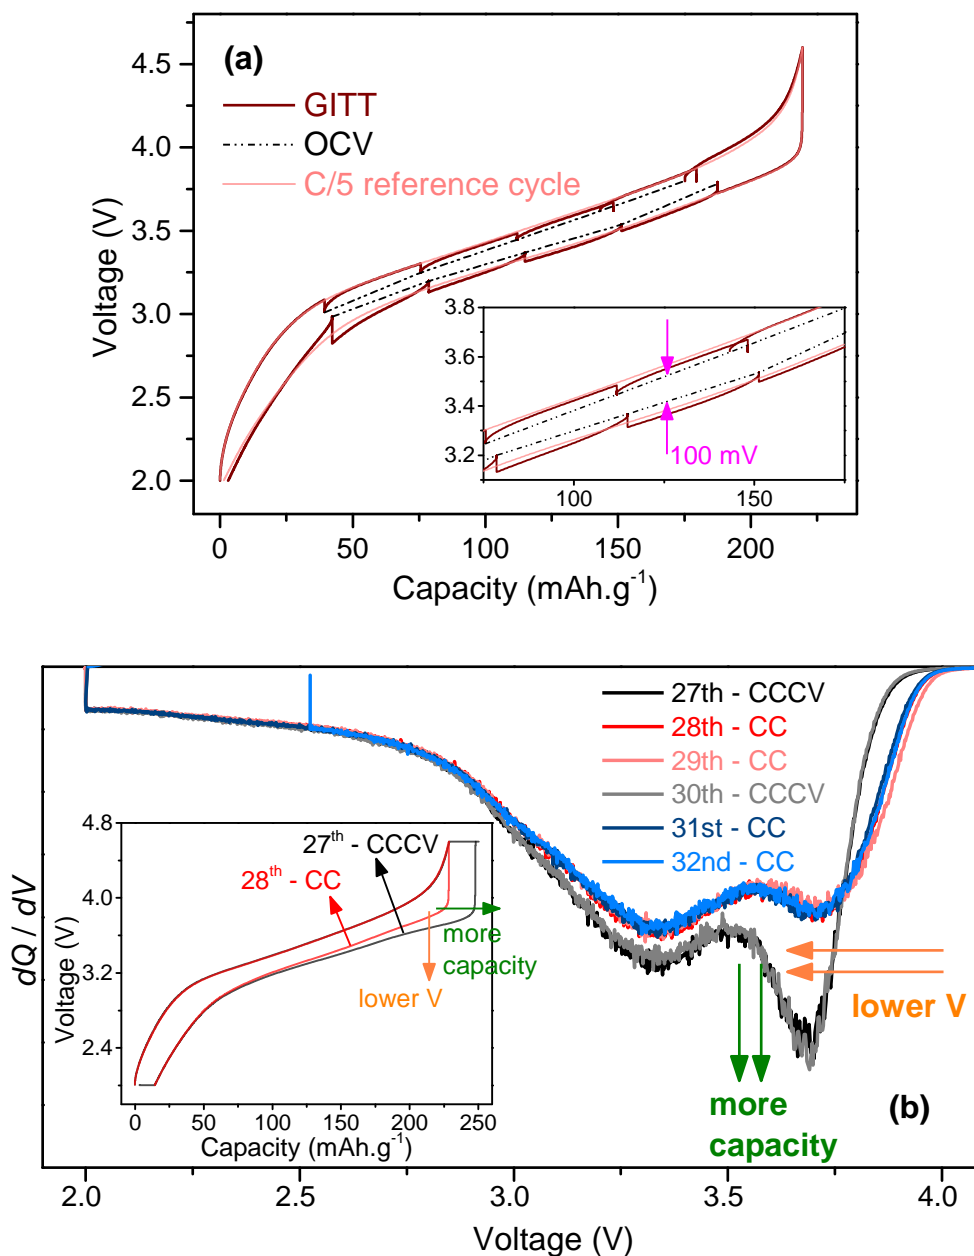 (a)
GITT
OCV
C/5 reference cycle
4.5
4.0
3.5
3.0
2.5
2.0
Voltage (V)
3.8
3.6
3.4
3.2
100 mV
100
150
0
50
100
150
200
Capacity (mAh.g-1)
27th - CCCV
28th - CC
29th - CC
30th - CCCV
31st - CC
32nd - CC
dQ / dV
4.8
4.0
3.2
2.4
Voltage (V)
27th - CCCV
28th - CC
more
capacity
lower V
0
50
100
150
200
250
Capacity (mAh.g-1)
lower V
more
capacity
(b)
2.0
2.5
3.0
3.5
4.0
Voltage (V)